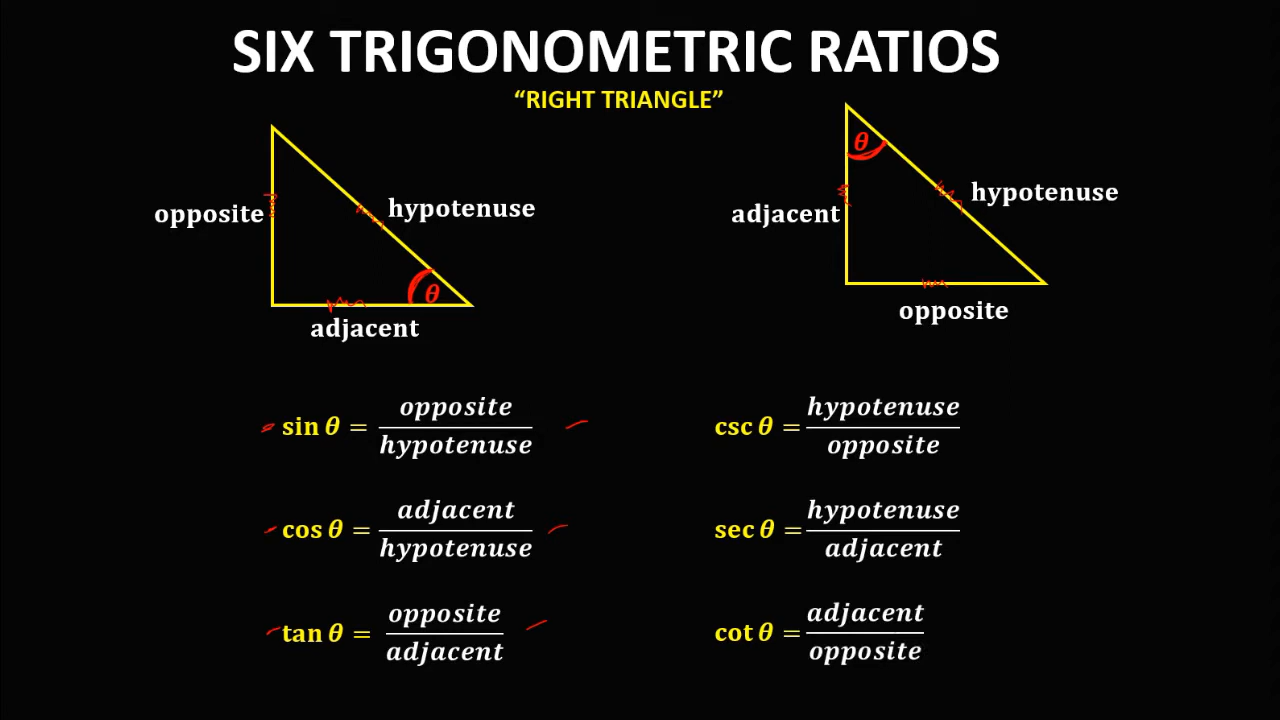 SIX TRIGONOMETRIC RATIOS
“RIGHT TRIANGLE”
opposite
hypotenuse
θ
adjacent
θ
adjacent
hypotenuse
opposite
sin θ = opposite / hypotenuse
csc θ = hypotenuse / opposite
cos θ = adjacent / hypotenuse
sec θ = hypotenuse / adjacent
tan θ = opposite / adjacent
cot θ = adjacent / opposite